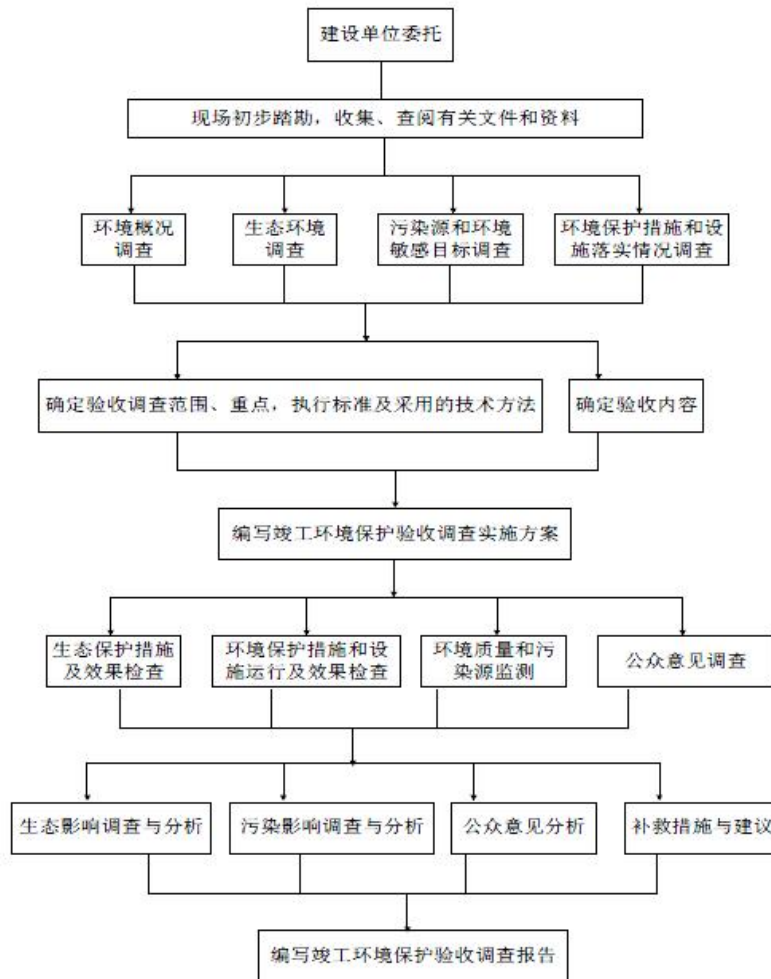 建设单位委托
现场初步踏勘，收集、查阅有关文件和资料
环境概况
调查
生态环境
调查
污染源和环境
敏感目标调查
环境保护措施和设
施落实情况调查
确定验收调查范围、重点，执行标准及采用的技术方法
确定验收内容
编写竣工环境保护验收调查实施方案
生态保护措施
及效果检查
环境保护措施和设
施运行及效果检查
环境质量和污
染源监测
公众意见调查
生态影响调查与分析
污染影响调查与分析
公众意见分析
补救措施与建议
编写竣工环境保护验收调查报告